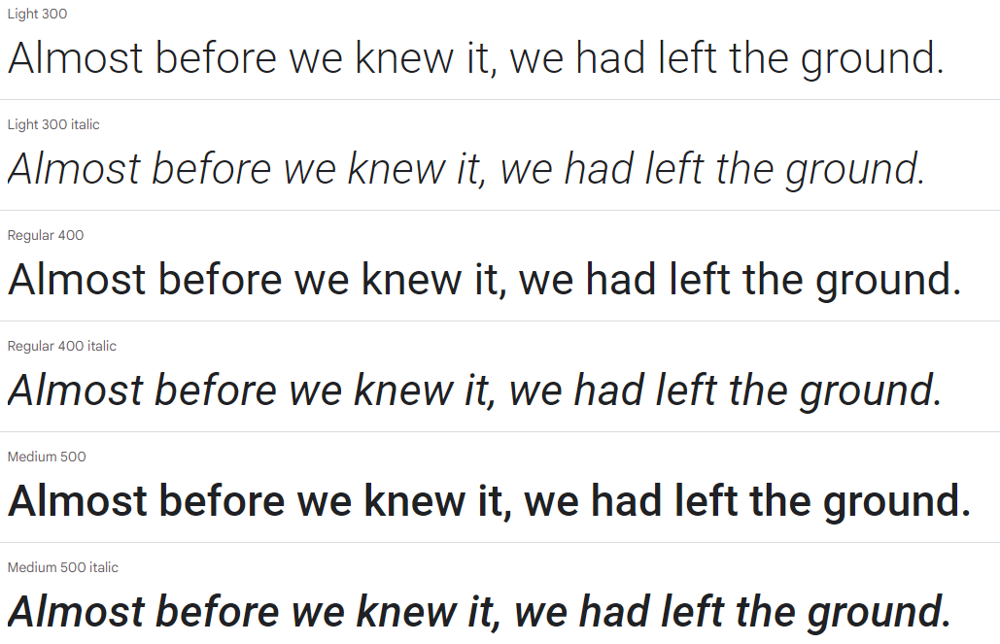 Light 300
Almost before we knew it, we had left the ground.
Light 300 italic
Almost before we knew it, we had left the ground.
Regular 400
Almost before we knew it, we had left the ground.
Regular 400 italic
Almost before we knew it, we had left the ground.
Medium 500
Almost before we knew it, we had left the ground.
Medium 500 italic
Almost before we knew it, we had left the ground.